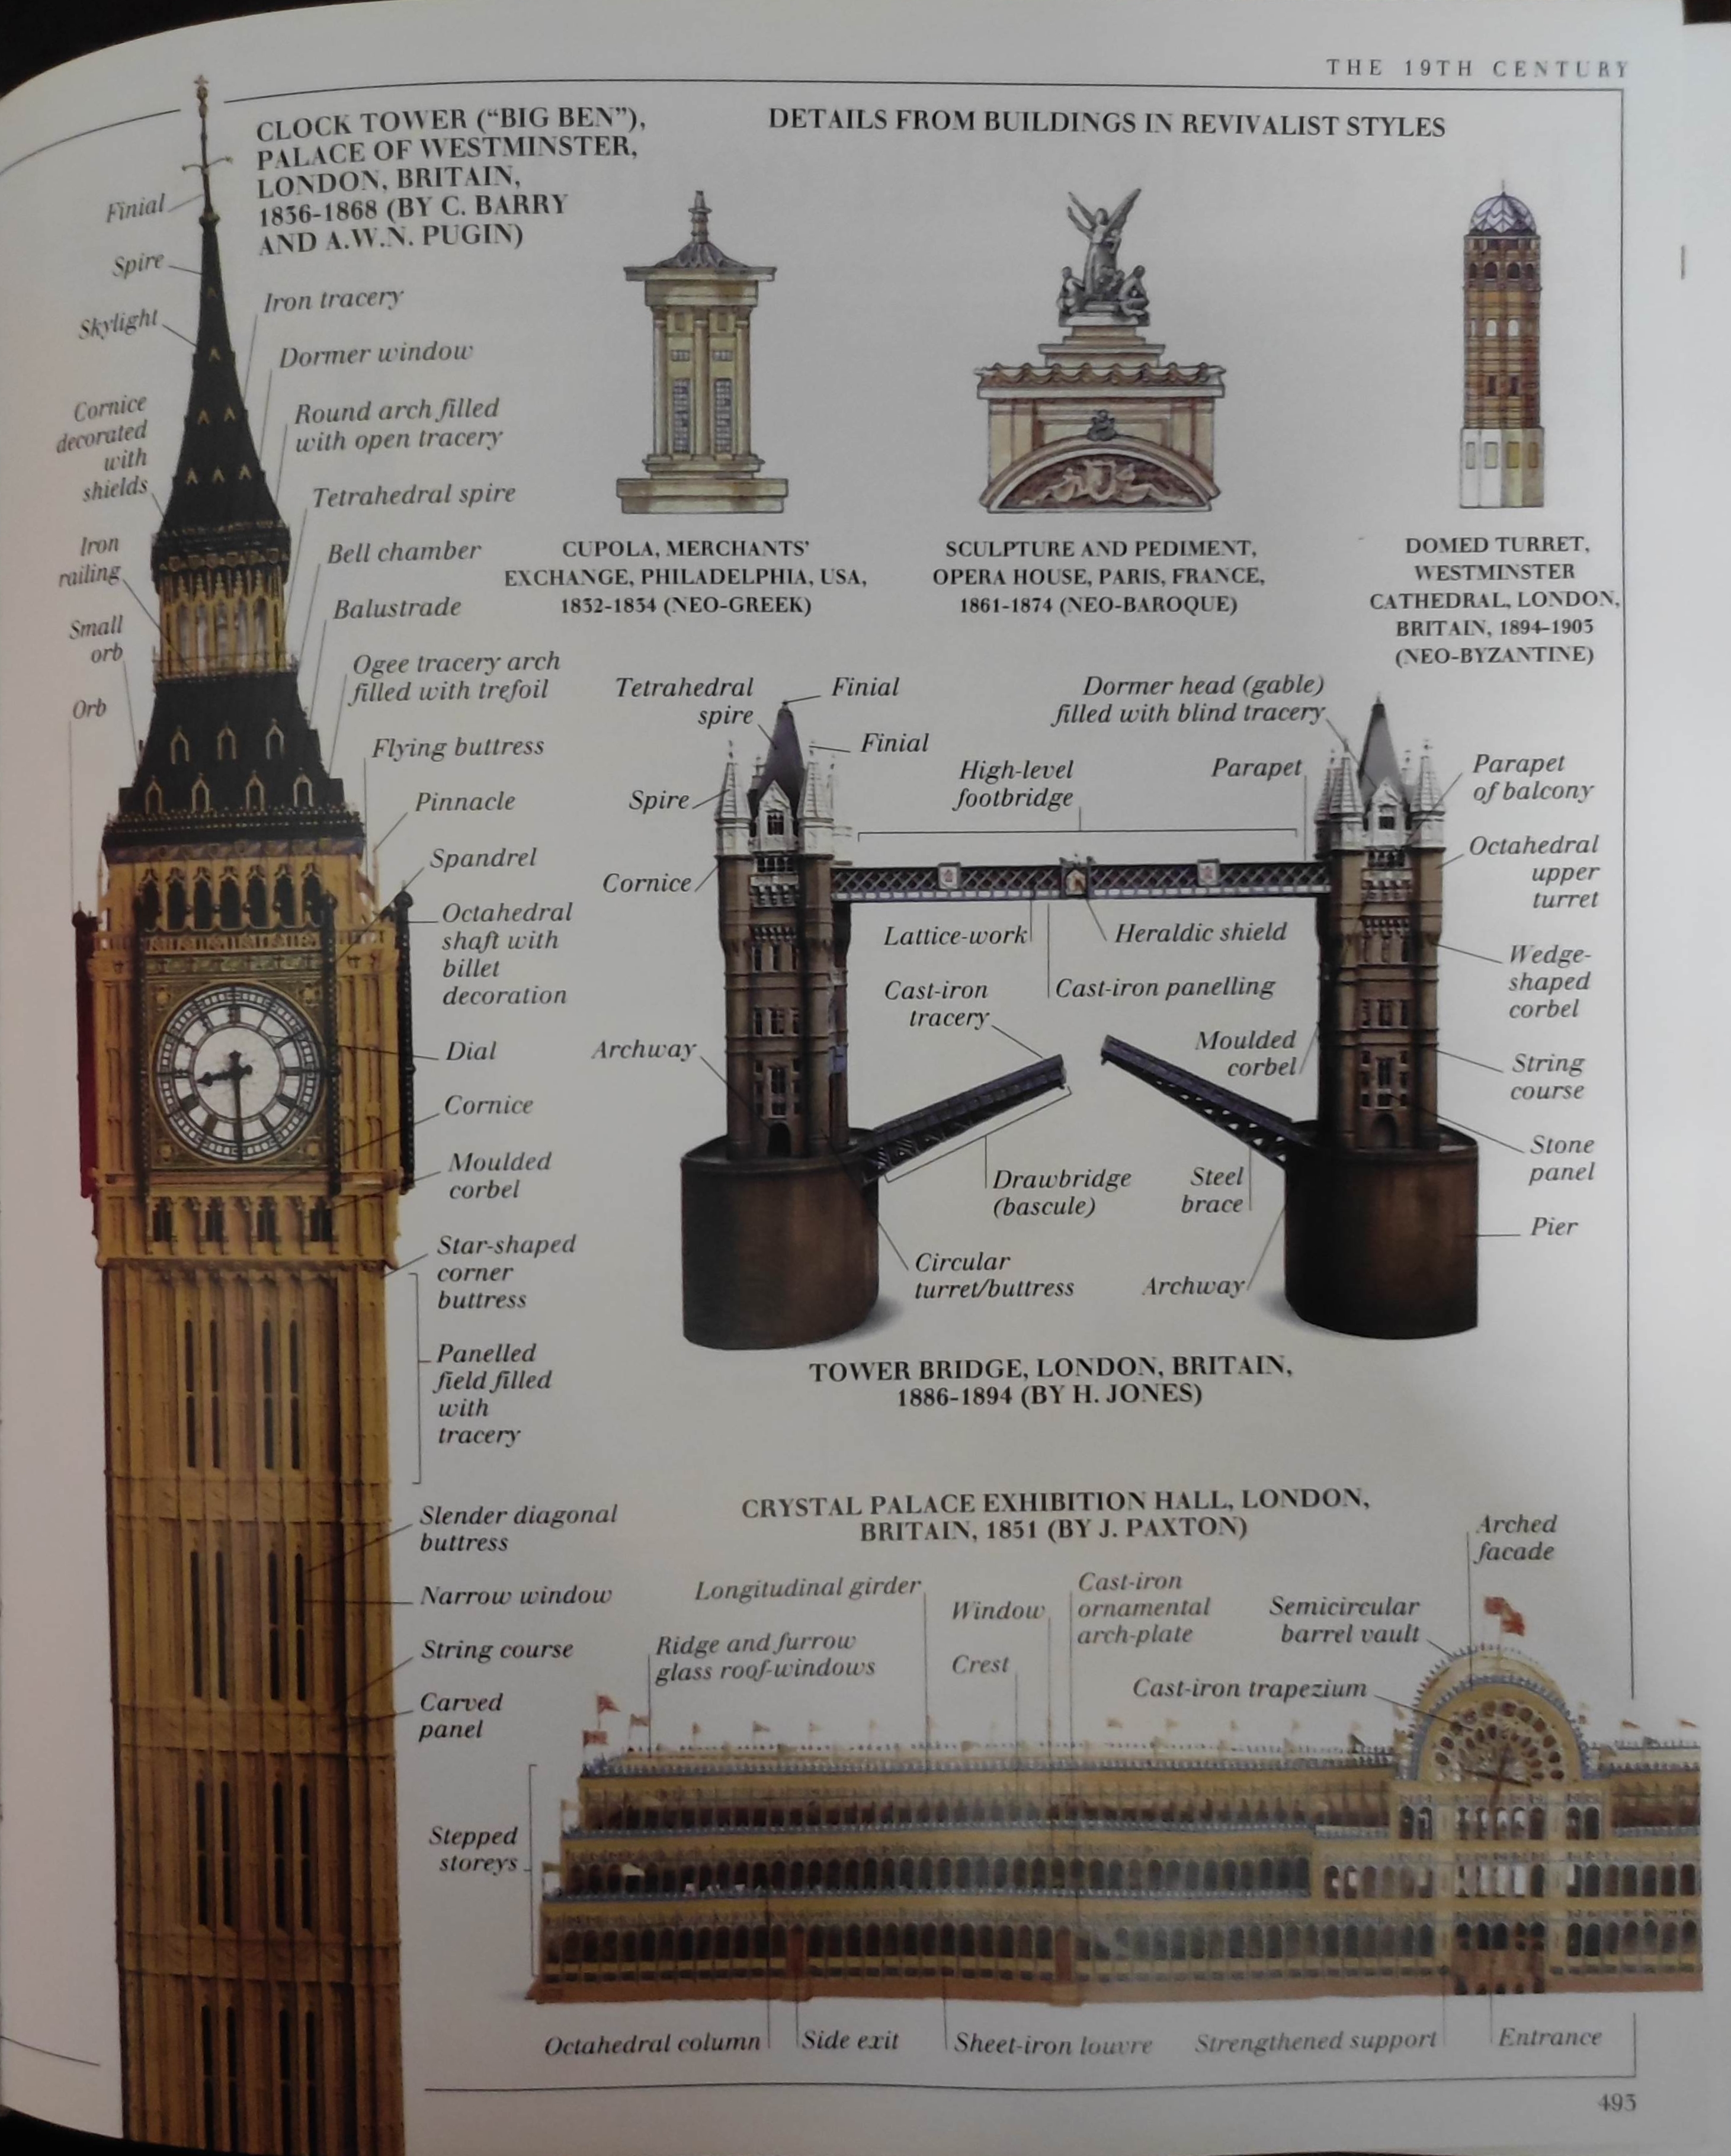 THE 19TH CENTURY
CLOCK TOWER (“BIG BEN”),
PALACE OF WESTMINSTER,
LONDON, BRITAIN,
1836-1868 (BY C. BARRY
AND A.W.N. PUGIN)
Finial
Spire
Skylight
Cornice
decorated
with
shields
Iron
railing
Small
orb
Orb
Iron tracery
Dormer window
Round arch filled
with open tracery
Tetrahedral spire
Bell chamber
Balustrade
Ogee tracery arch
filled with trefoil
Flying buttress
Pinnacle
Spandrel
Octahedral
shaft with
billet
decoration
Dial
Cornice
Moulded
corbel
Star-shaped
corner
buttress
Panelled
field filled
with
tracery
Slender diagonal
buttress
Narrow window
String course
Carved
panel
DETAILS FROM BUILDINGS IN REVIVALIST STYLES
CUPOLA, MERCHANTS’
EXCHANGE, PHILADELPHIA, USA,
1832-1834 (NEO-GREEK)
SCULPTURE AND PEDIMENT,
OPERA HOUSE, PARIS, FRANCE,
1861-1874 (NEO-BAROQUE)
DOMED TURRET,
WESTMINSTER
CATHEDRAL, LONDON,
BRITAIN, 1894-1903
(NEO-BYZANTINE)
Tetrahedral
spire
Finial
Finial
Spire
Cornice
High-level
footbridge
Dormer head (gable)
filled with blind tracery
Parapet
Parapet
of balcony
Octahedral
upper
turret
Lattice-work
Heraldic shield
Wedge-
shaped
corbel
Cast-iron
tracery
Cast-iron panelling
Archway
Moulded
corbel
String
course
Stone
panel
Drawbridge
(bascule)
Steel
brace
Pier
Circular
turret/buttress
Archway
TOWER BRIDGE, LONDON, BRITAIN,
1886-1894 (BY H. JONES)
CRYSTAL PALACE EXHIBITION HALL, LONDON,
BRITAIN, 1851 (BY J. PAXTON)
Arched
facade
Longitudinal girder
Window
Cast-iron
ornamental
arch-plate
Semicircular
barrel vault
Ridge and furrow
glass roof-windows
Crest
Cast-iron trapezium
Stepped
storeys
Octahedral column
Side exit
Sheet-iron louvre
Strengthened support
Entrance
493